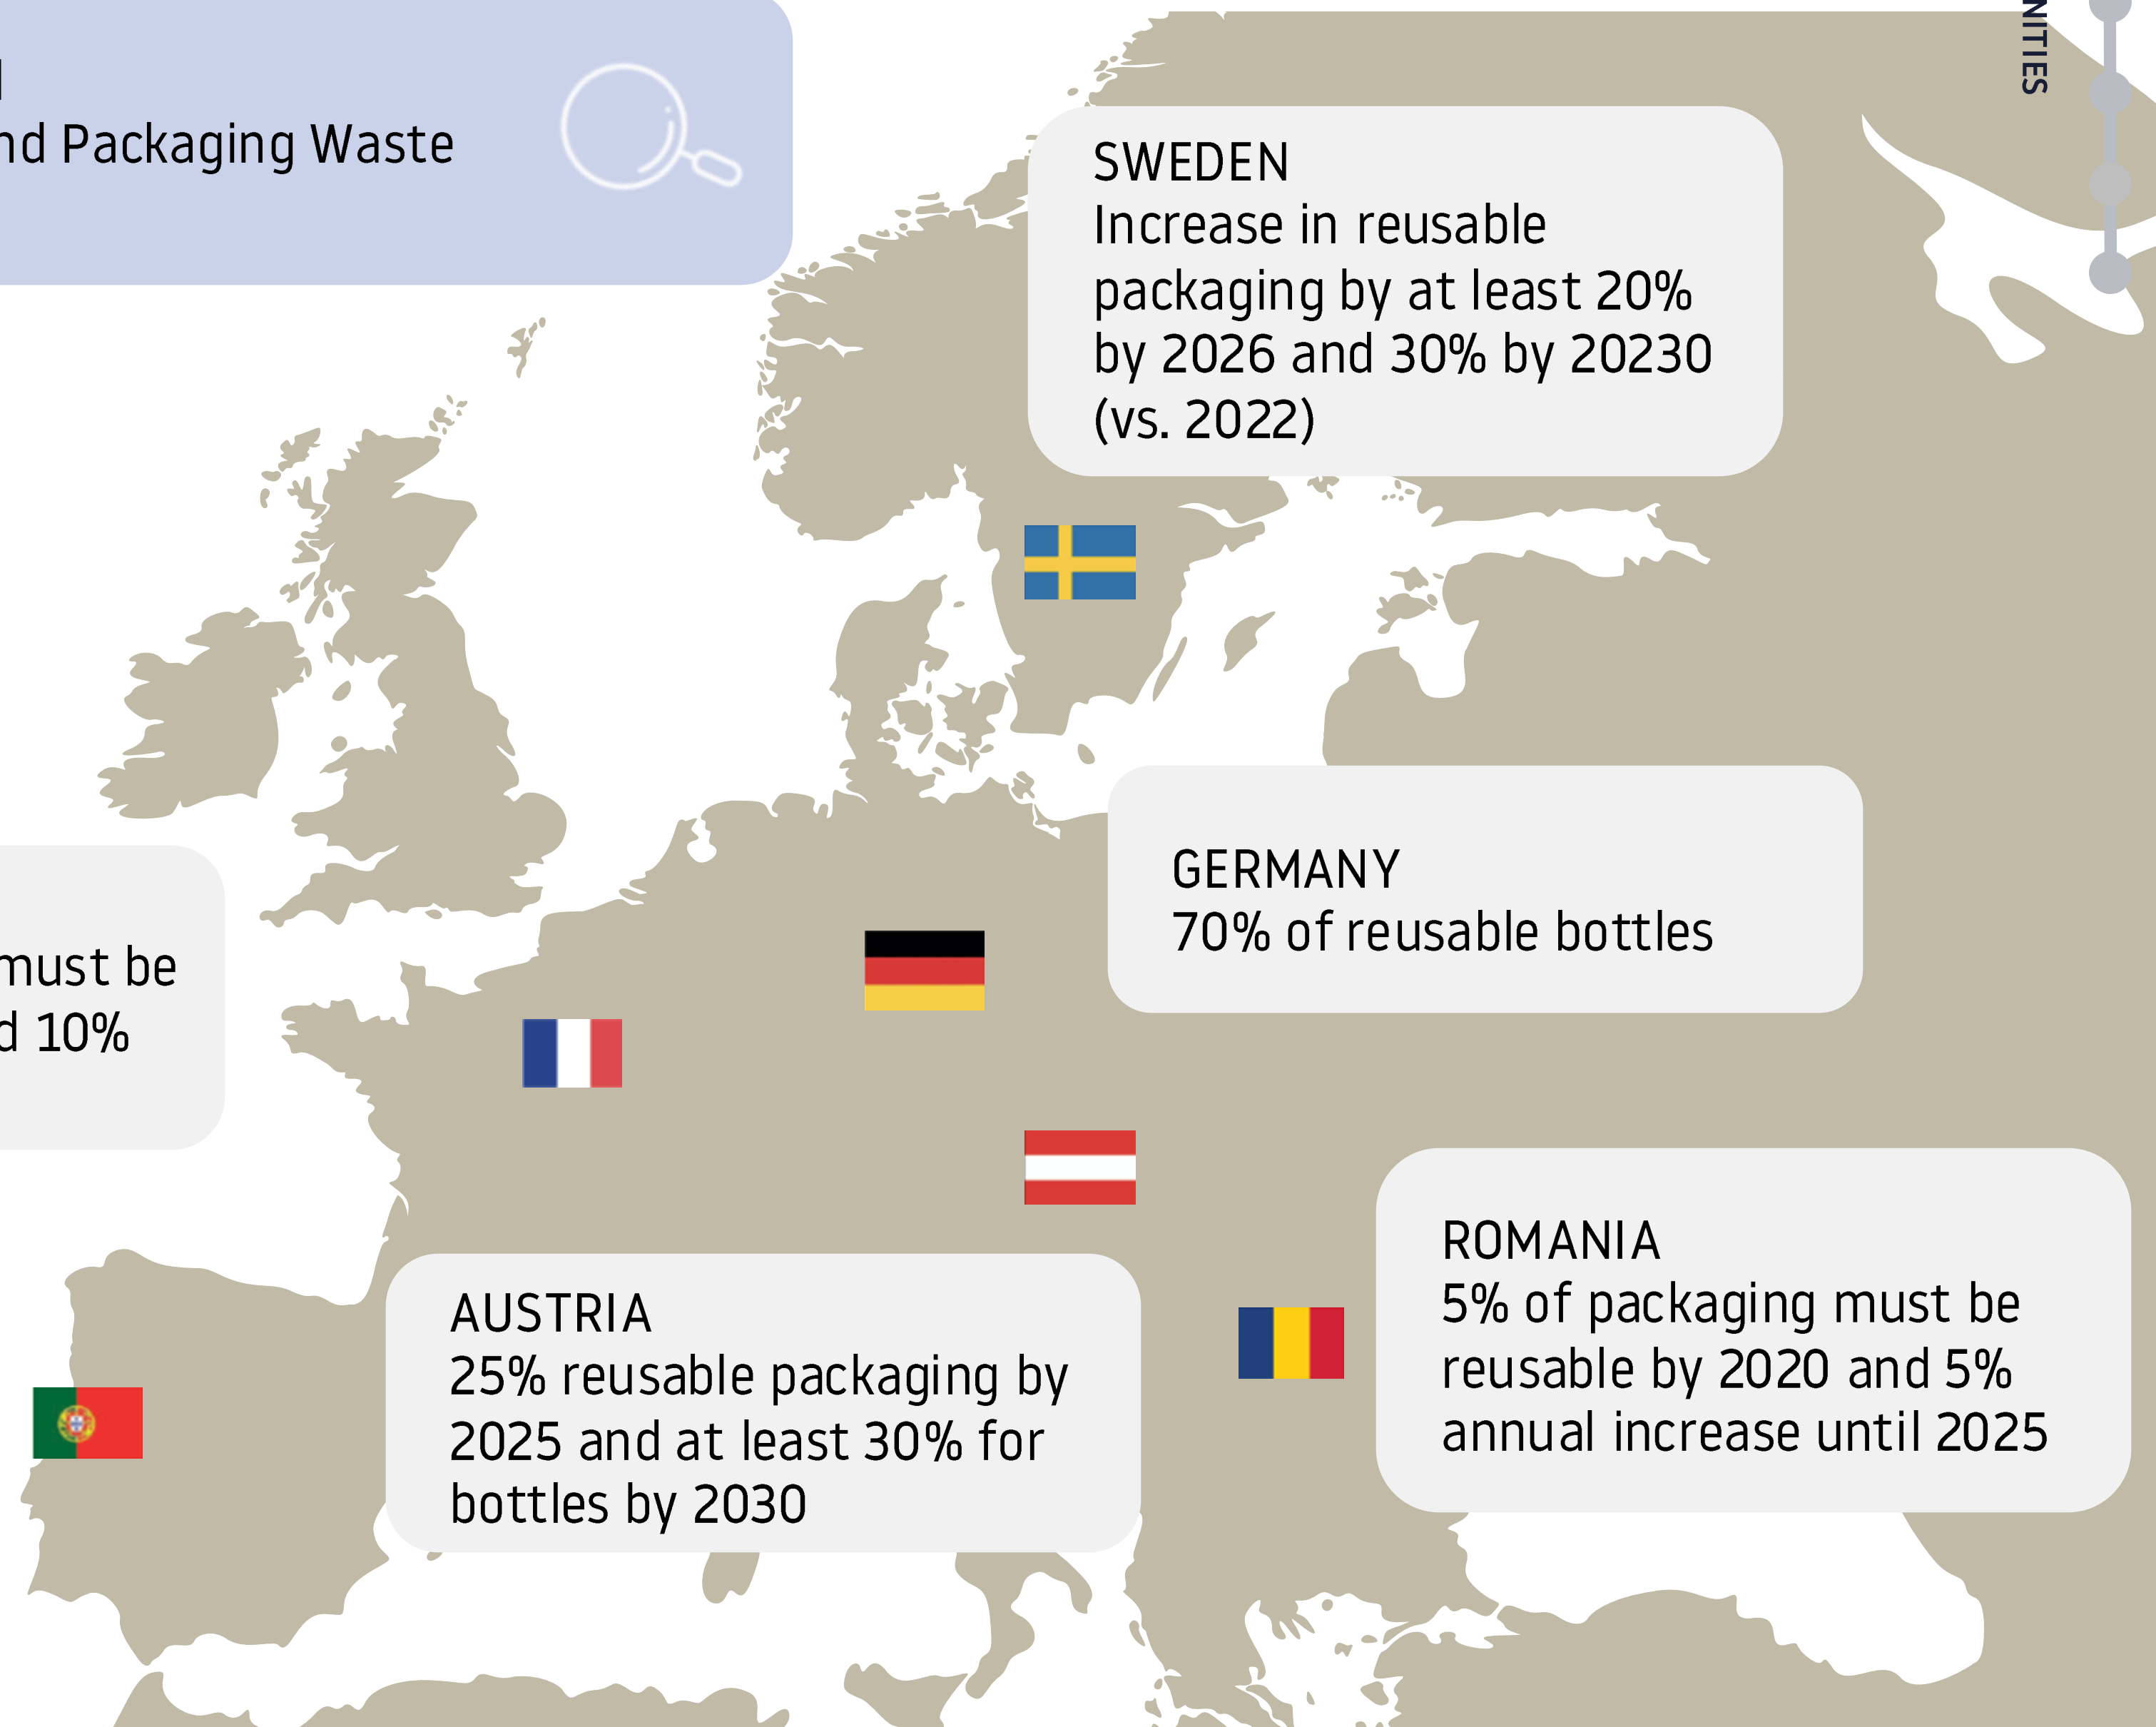 nd Packaging Waste
NITIES
SWEDEN
Increase in reusable
packaging by at least 20%
by 2026 and 30% by 20230
(vs. 2022)
GERMANY
70% of reusable bottles
must be
d 10%
AUSTRIA
25% reusable packaging by
2025 and at least 30% for
bottles by 2030
ROMANIA
5% of packaging must be
reusable by 2020 and 5%
annual increase until 2025